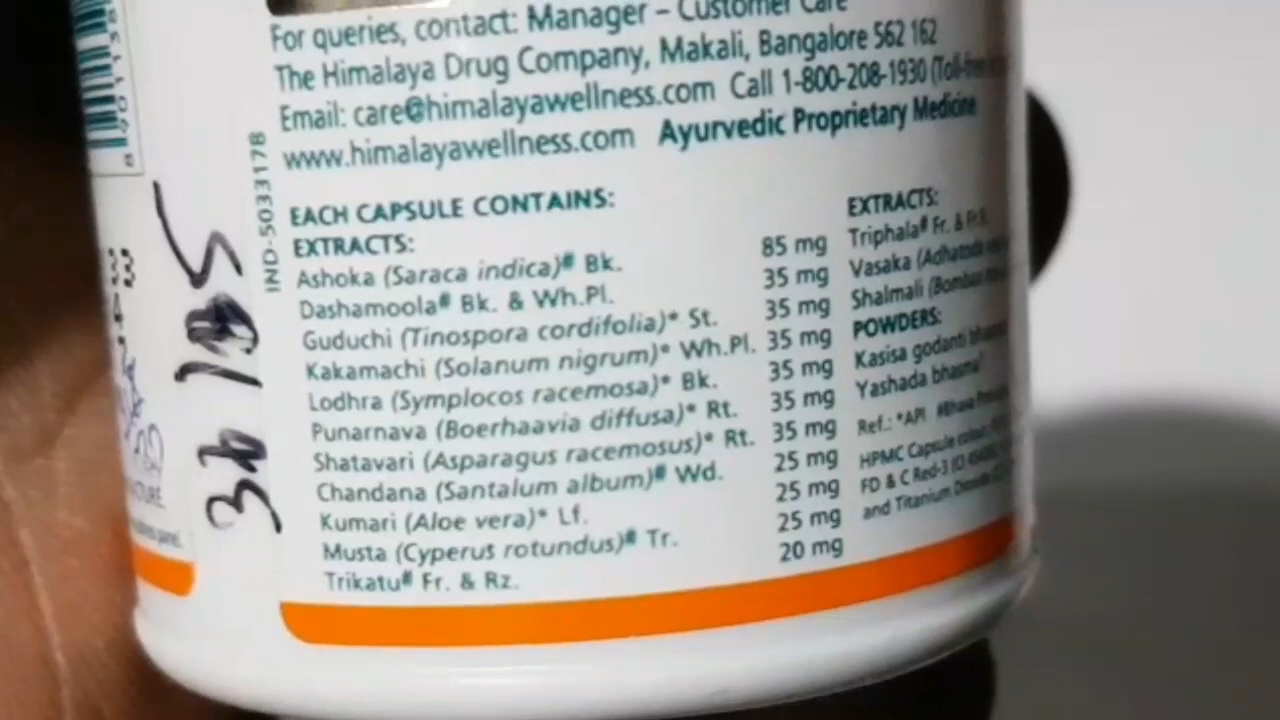 For queries, contact: Manager – Customer Care
The Himalaya Drug Company, Makali, Bangalore 562 162
Email: care@himalayawellness.com Call 1-800-208-1930 (Toll-free
www.himalayawellness.com Ayurvedic Proprietary Medicine
IND-5033178
EACH CAPSULE CONTAINS:
EXTRACTS:
Ashoka (Saraca indica)# Bk. 85 mg
Dashamoola# Bk. & Wh.Pl. 35 mg
Guduchi (Tinospora cordifolia)* St. 35 mg
Kakamachi (Solanum nigrum)* Wh.Pl. 35 mg
Lodhra (Symplocos racemosa)* Bk. 35 mg
Punarnava (Boerhaavia diffusa)* Rt. 35 mg
Shatavari (Asparagus racemosus)* Rt. 35 mg
Chandana (Santalum album)# Wd. 25 mg
Kumari (Aloe vera)* Lf. 25 mg
Musta (Cyperus rotundus)# Tr. 25 mg
Trikatu# Fr. & Rz. 20 mg
EXTRACTS:
Triphala# Fr. &
Vasaka (Adhatoda
Shalmali (Bombax
POWDERS:
Kasisa godanti bhasma
Yashada bhasma
Ref.: *API
HPMC Capsule
FD & C Red-3 (CI
and Titanium Dioxide